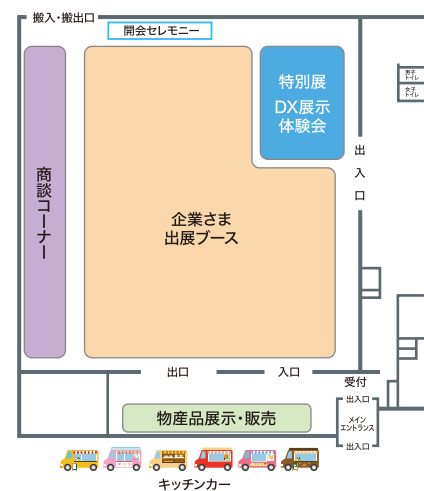 搬入・搬出口
開会セレモニー
特別展
DX展示
体験会
男子
トイレ
女子
トイレ
出入口
商談コーナー
企業さま
出展ブース
出口
入口
受付
出入口
メイン
エントランス
出入口
物産品展示・販売
キッチンカー